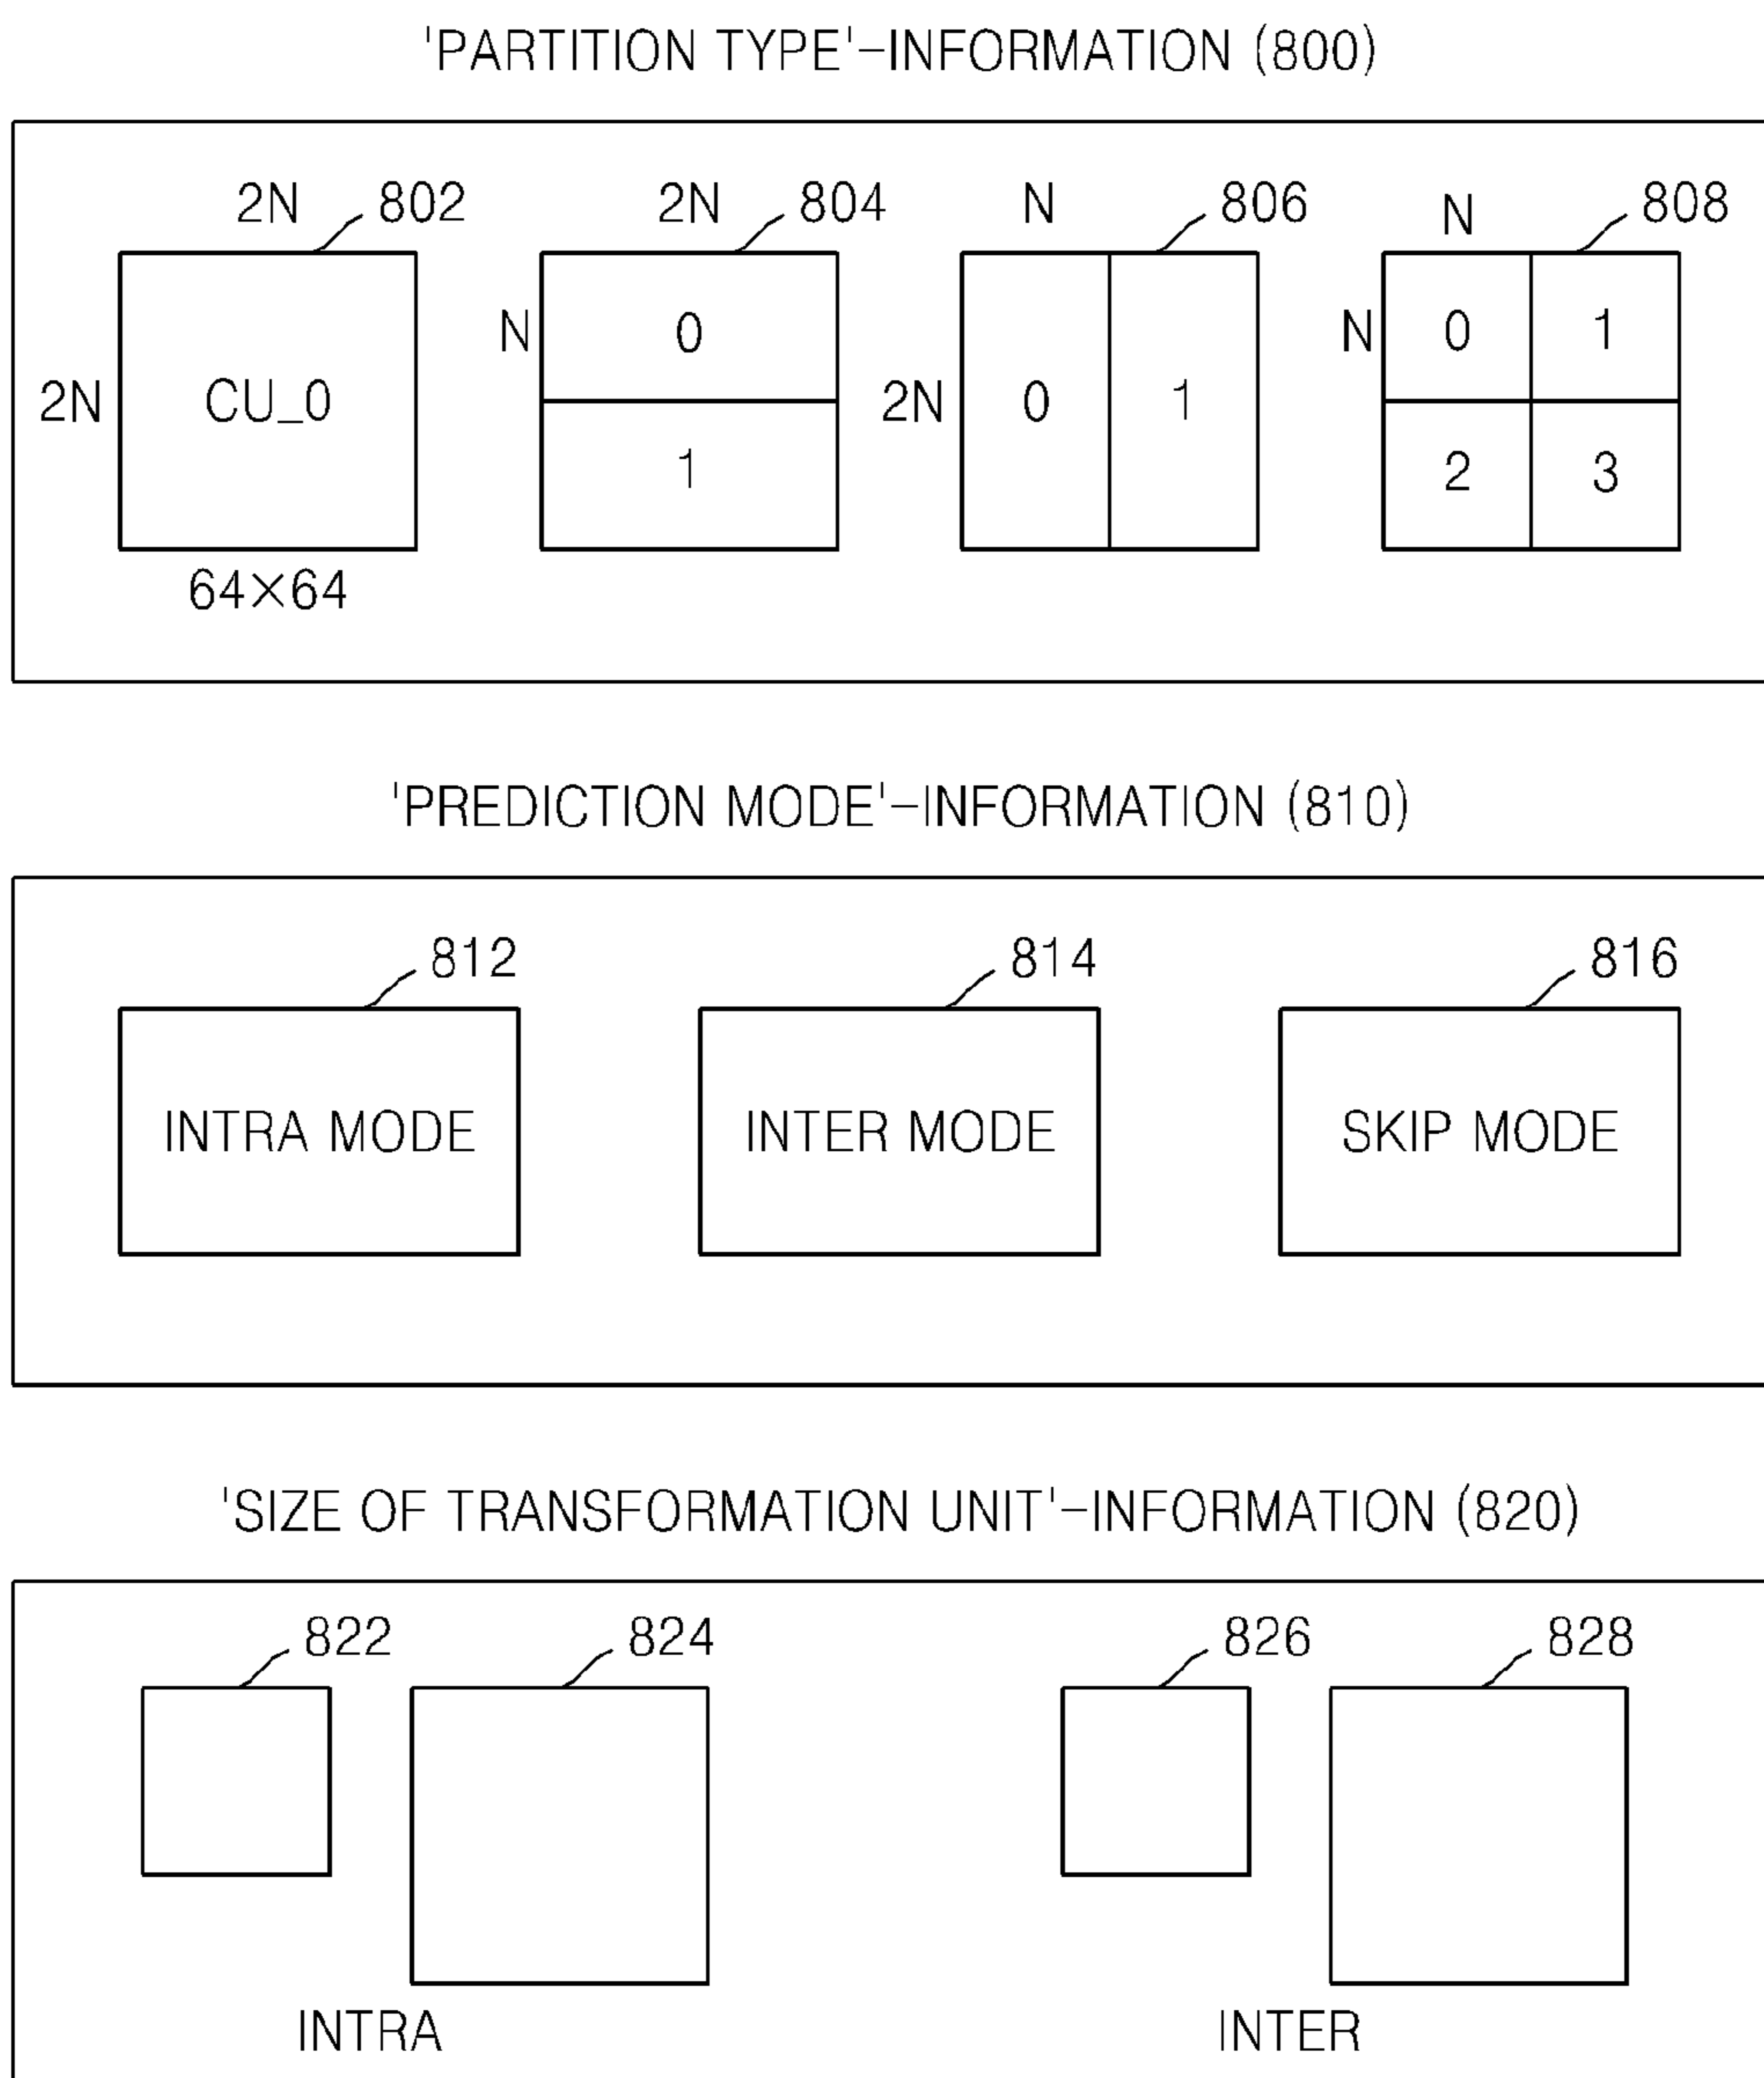 'PARTITION TYPE'-INFORMATION (800)
2N 802 2N 804 N 806 N 808
2N CU_0 N 0 1 2N 0 1 N 0 1 2 3
64×64
'PREDICTION MODE'-INFORMATION (810)
812 814 816
INTRA MODE INTER MODE SKIP MODE
'SIZE OF TRANSFORMATION UNIT'-INFORMATION (820)
822 824 826 828
INTRA INTER